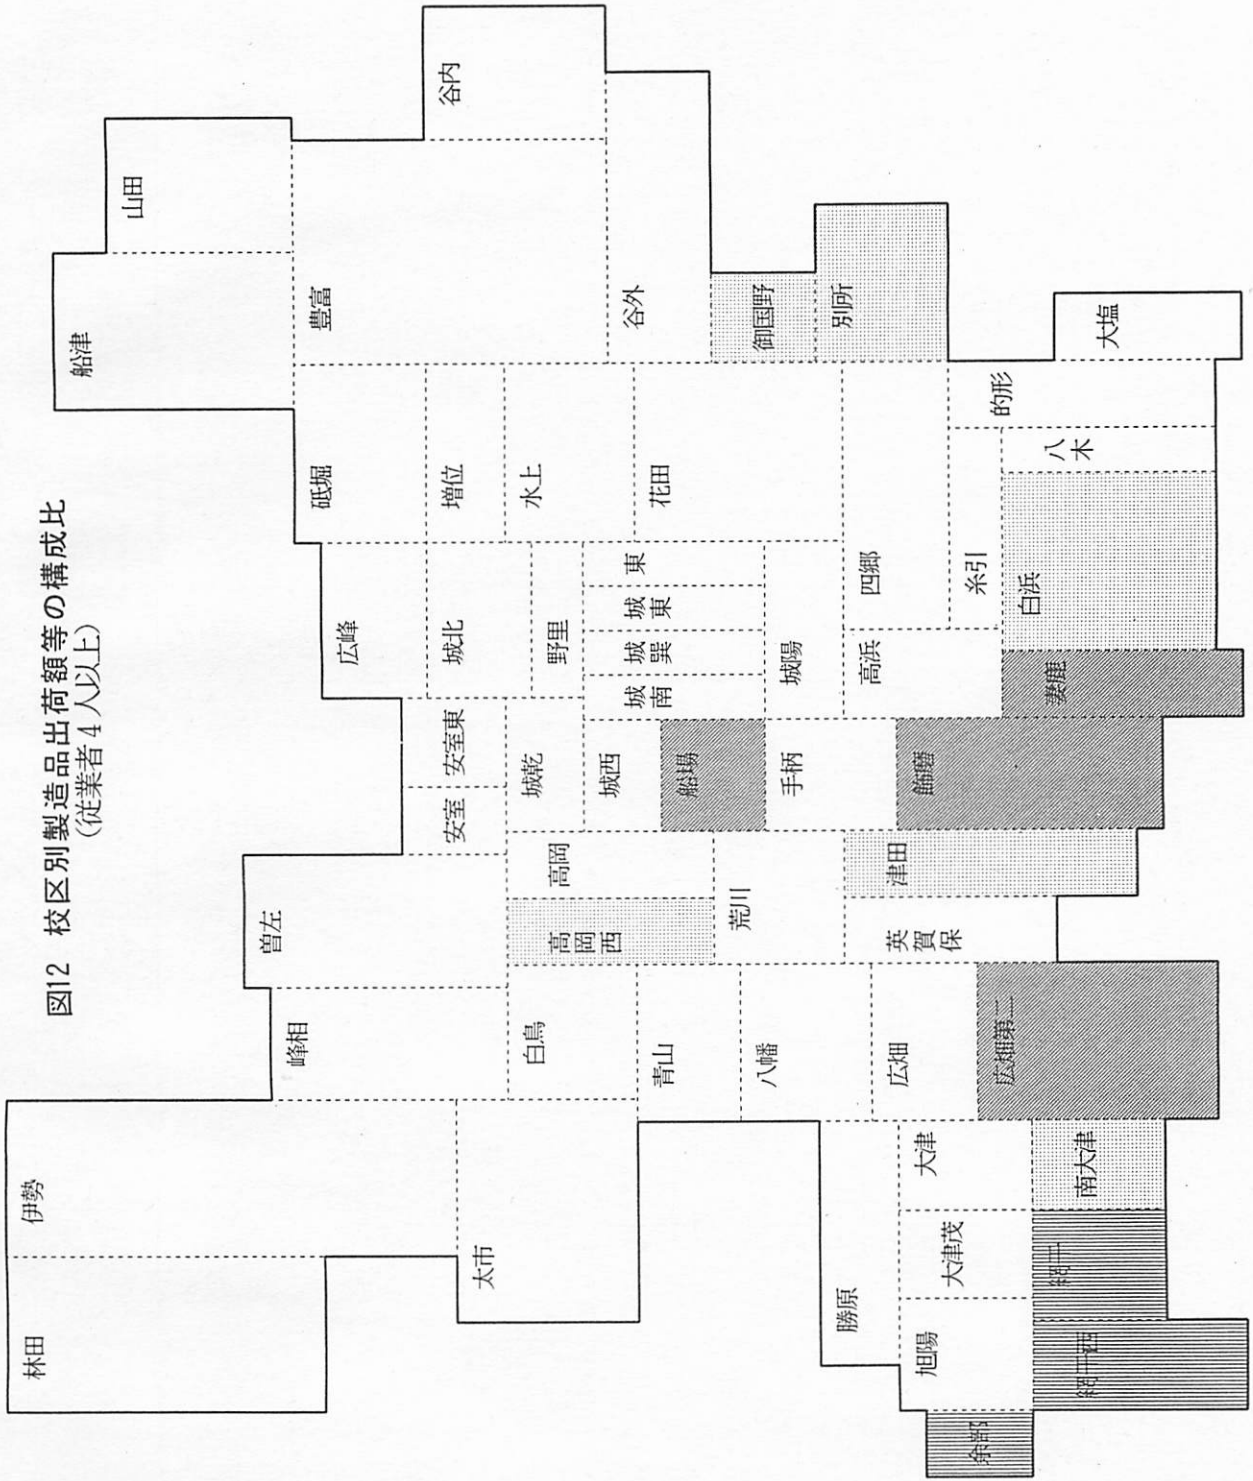 図12 校区別製造品出荷額等の構成比
(従業者4人以上)
林田
伊勢
船津
山田
谷内
豊富
曽左
峰相
広峰
砥堀
安室
安室東
城北
増位
太市
白鳥
高岡西
高岡
城乾
野里
水上
城西
城南
城巽
城東
東
花田
谷外
青山
船場
御国野
八幡
荒川
手柄
城陽
別所
勝原
高浜
四郷
広畑
英賀保
津田
飾磨
旭陽
大津茂
大津
糸引
的形
余部
広畑第二
妻鹿
白浜
八木
網干西
網干
南大津
大塩